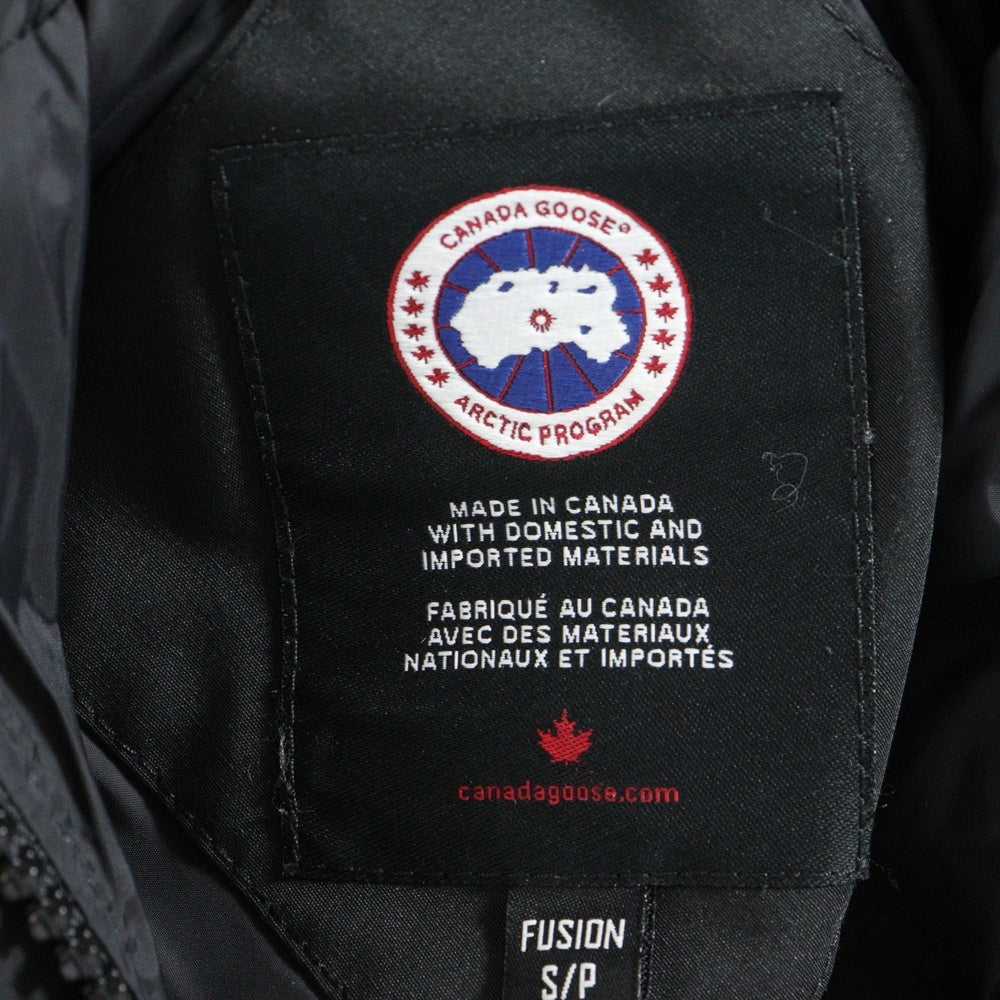 CANADA GOOSE®
ARCTIC PROGRAM
MADE IN CANADA
WITH DOMESTIC AND
IMPORTED MATERIALS
FABRIQUÉ AU CANADA
AVEC DES MATERIAUX
NATIONAUX ET IMPORTÉS
canadagoose.com
FUSION
S/P